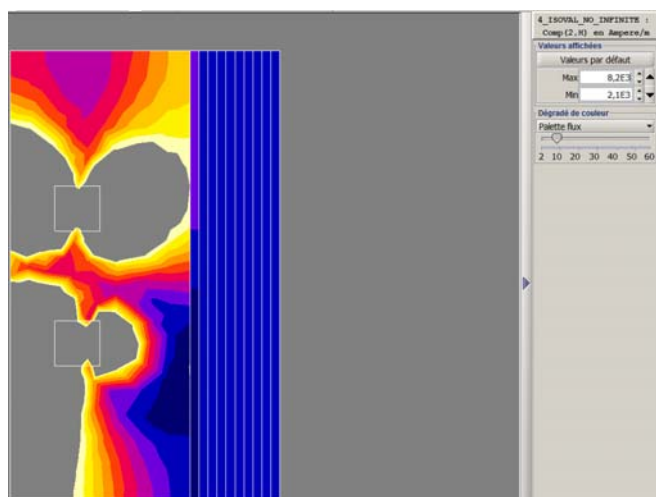 4_ISOVAL_NO_INFINITE :
Comp(2,H) en Ampere/m
Valeurs affichées
Valeurs par défaut
Max 8,2E3
Min 2,1E3
Dégradé de couleur
Palette flux
2 10 20 30 40 50 60